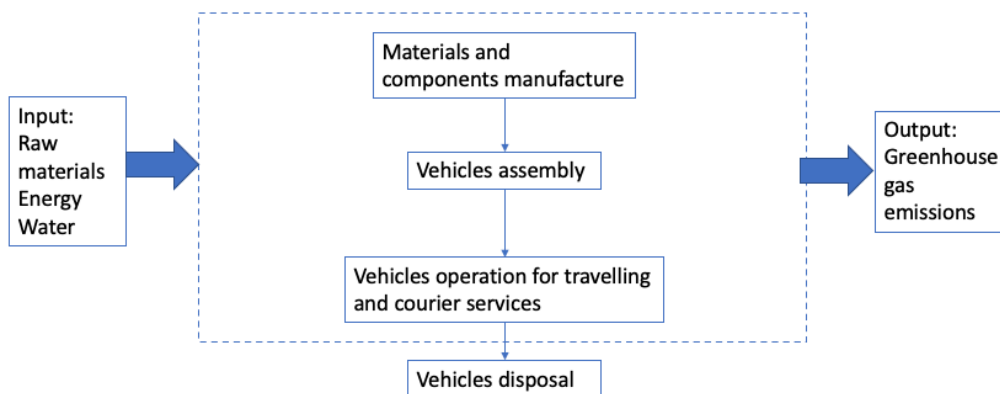 Materials and
components manufacture
Input:
Raw
materials
Energy
Water
Output:
Greenhouse
gas
emissions
Vehicles assembly
Vehicles operation for travelling
and courier services
Vehicles disposal